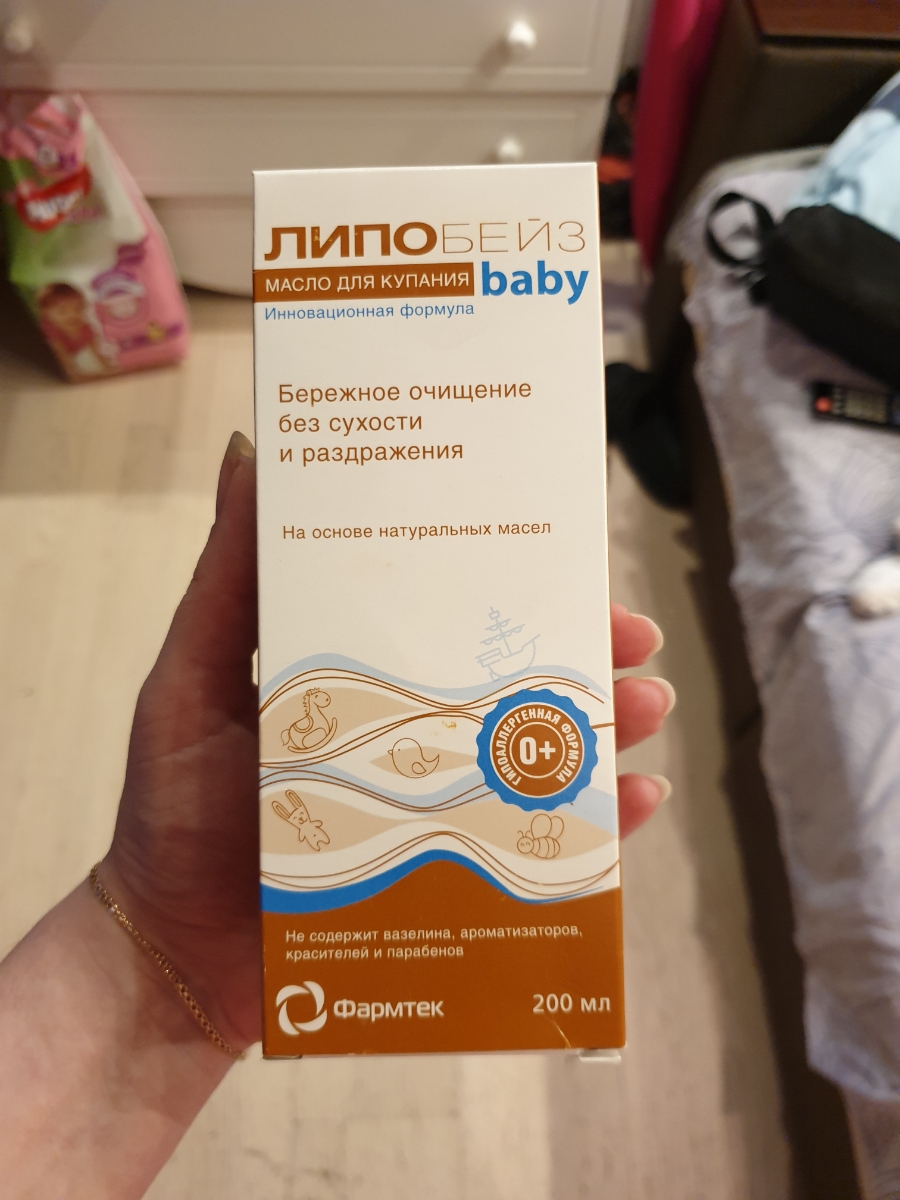 ЛИПОБЕЙЗ
МАСЛО ДЛЯ КУПАНИЯ baby
Инновационная формула
Бережное очищение
без сухости
и раздражения
На основе натуральных масел
ГИПОАЛЛЕРГЕННАЯ ФОРМУЛА
0+
Не содержит вазелина, ароматизаторов,
красителей и парабенов
Фармтек 200 мл